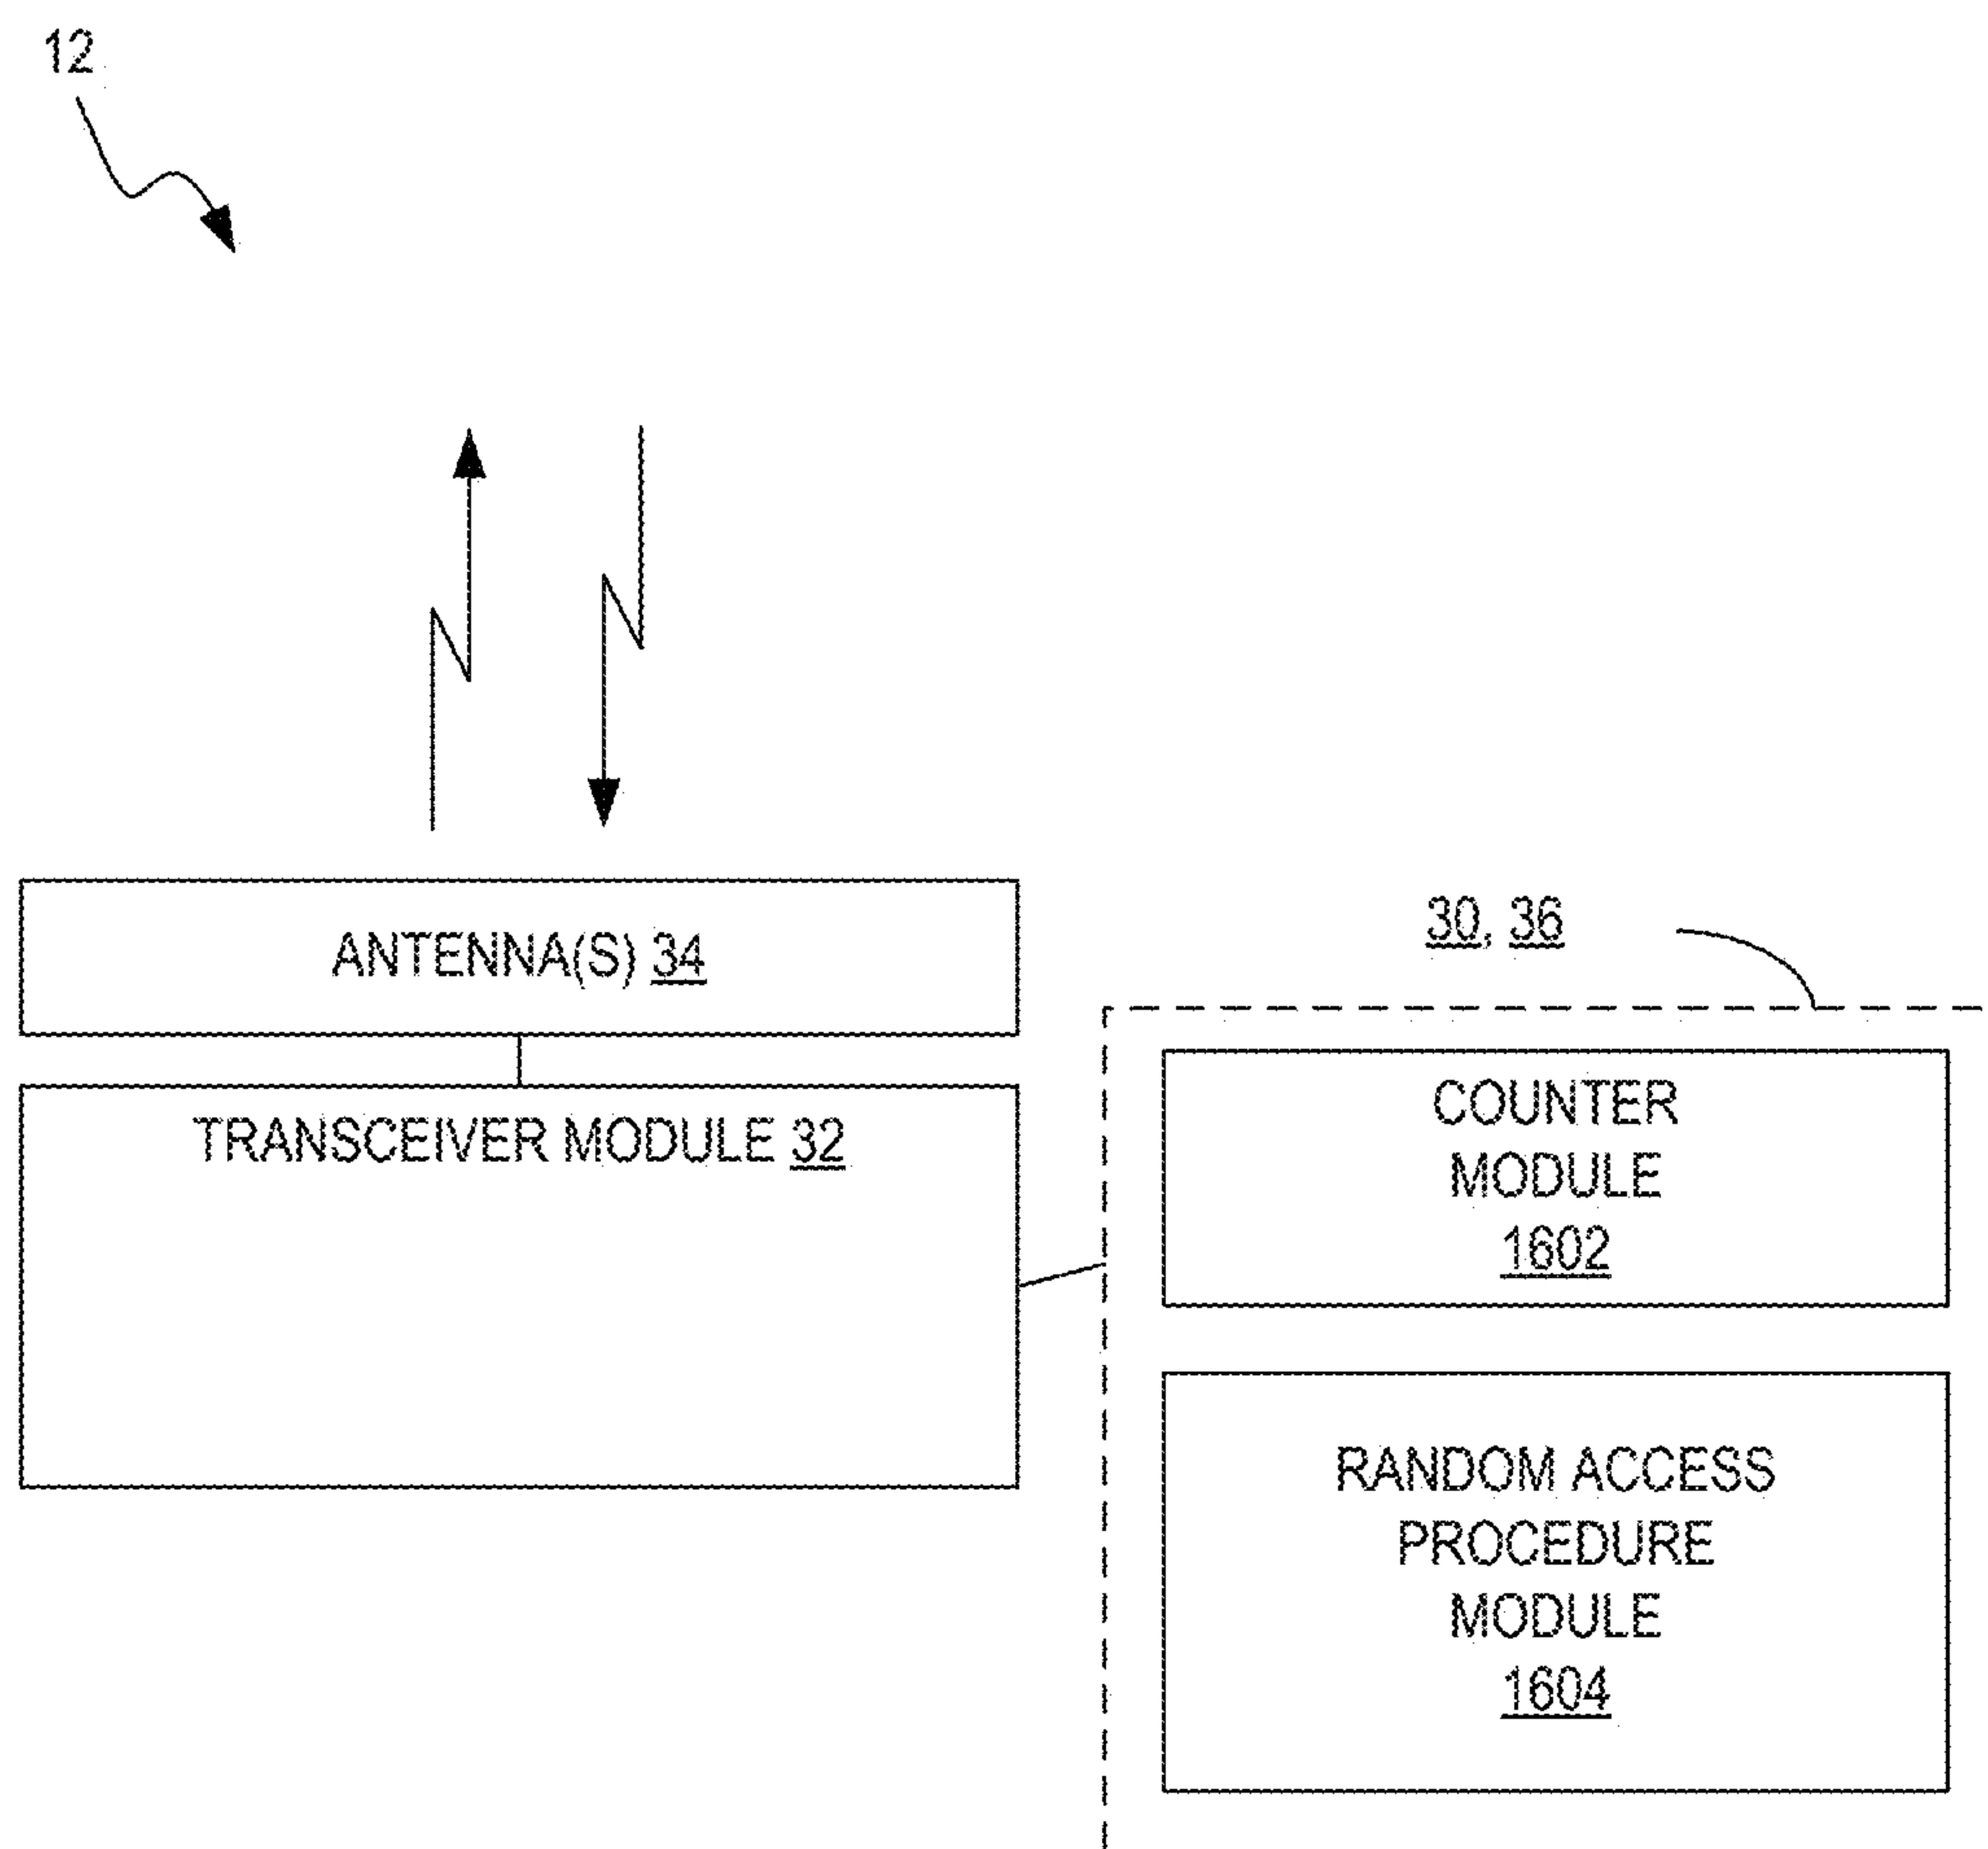 12
ANTENNA(S) 34
30, 36
TRANSCEIVER MODULE 32
COUNTER
MODULE
1602
RANDOM ACCESS
PROCEDURE
MODULE
1604